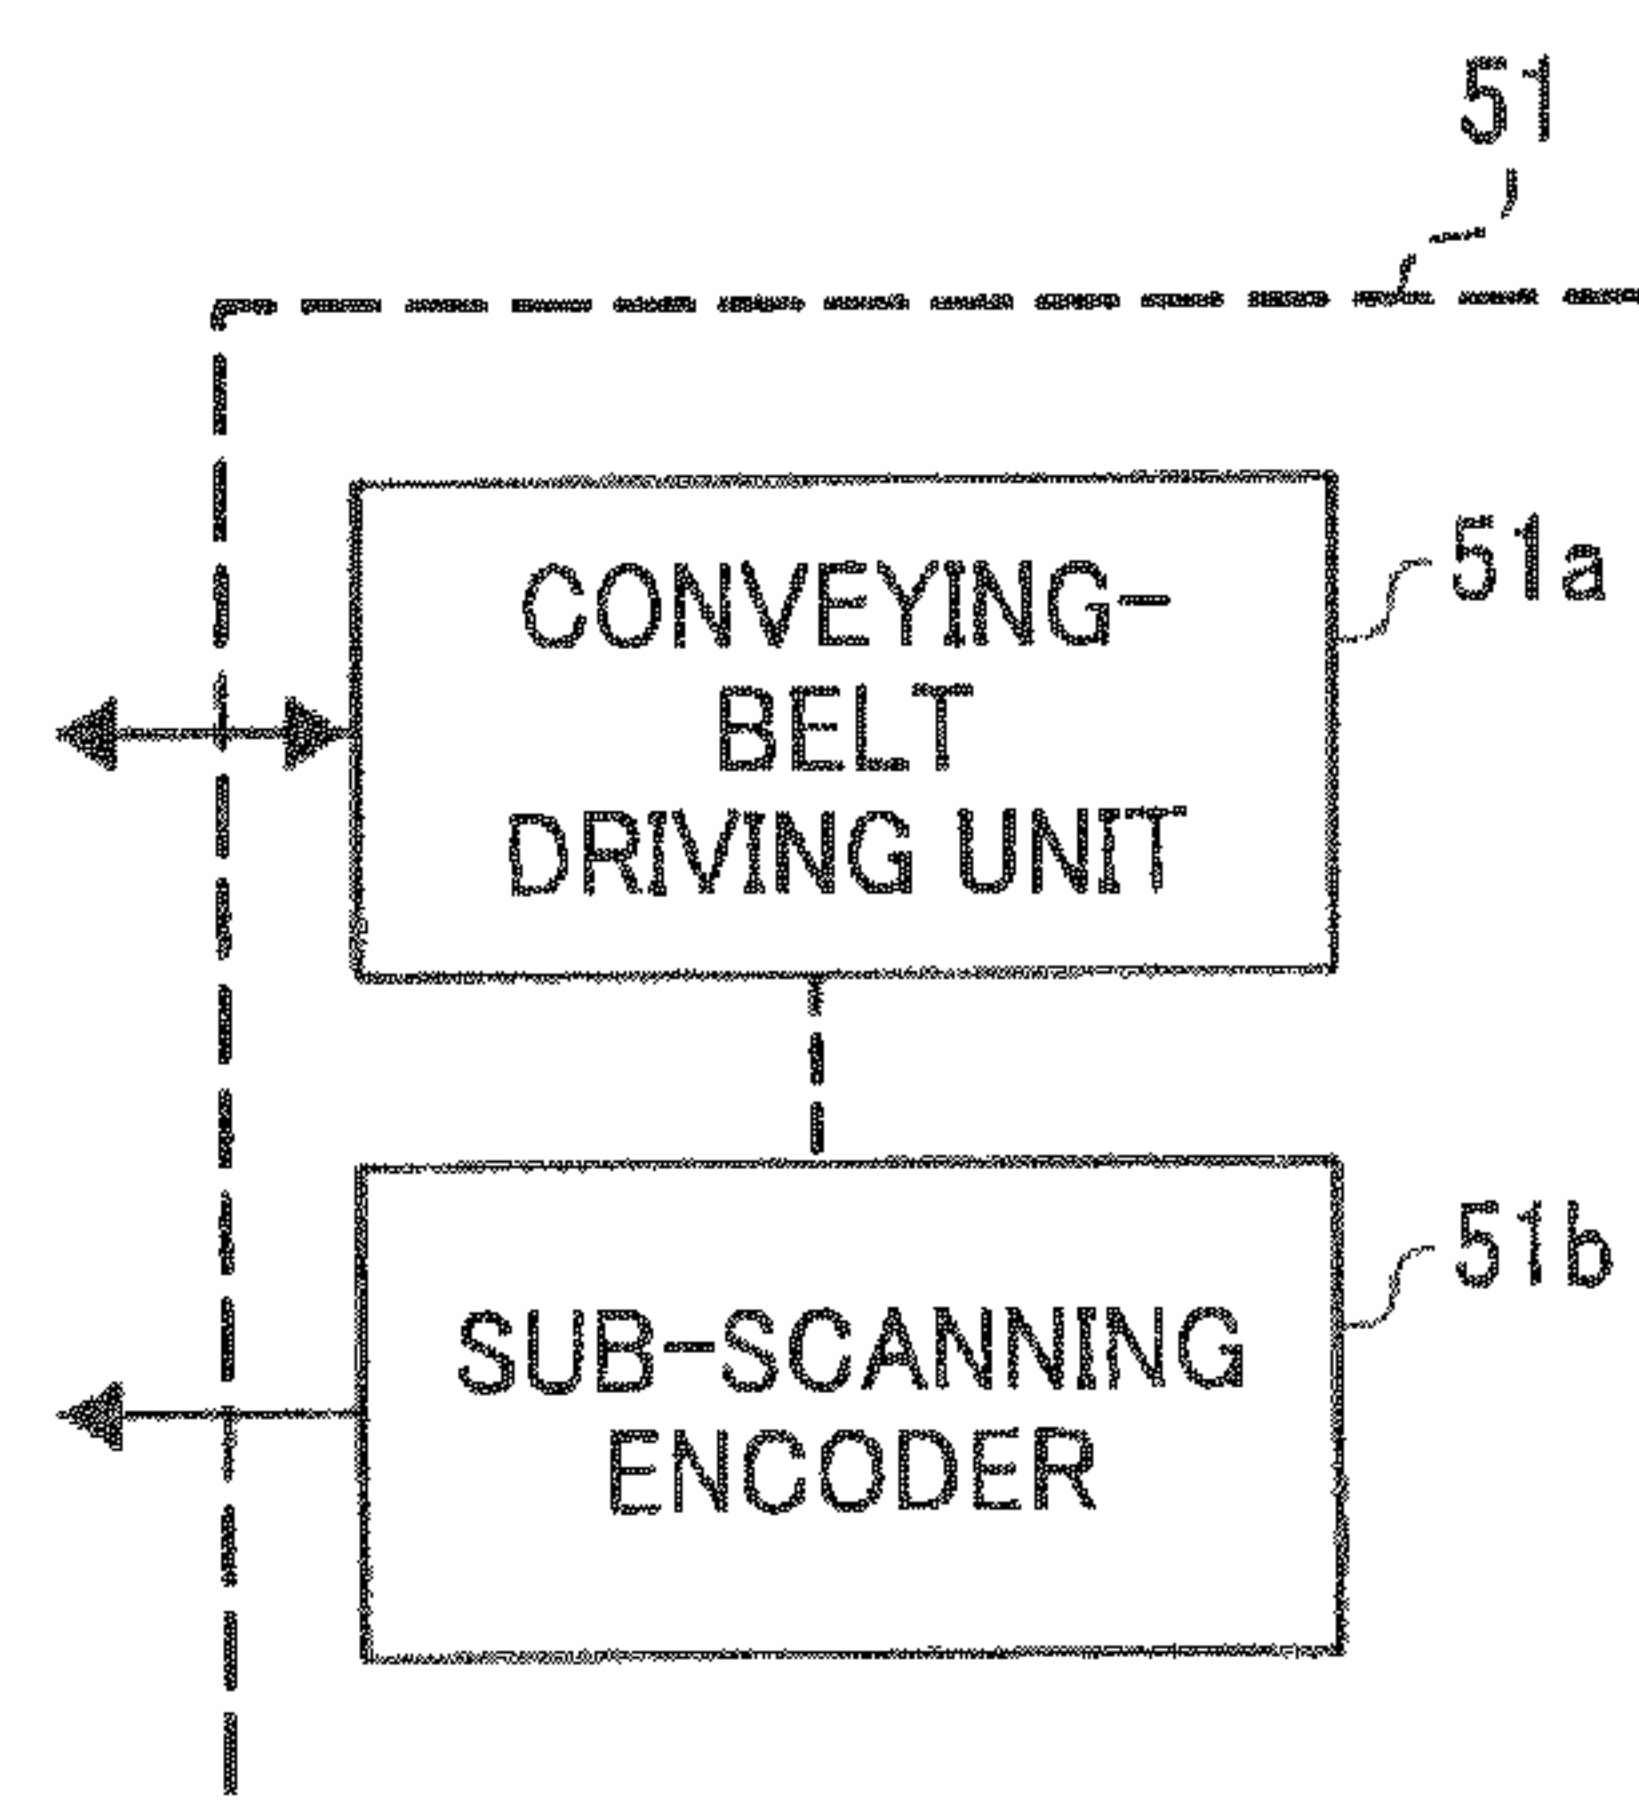 51
CONVEYING-
BELT
DRIVING UNIT
51a
SUB-SCANNING
ENCODER
51b